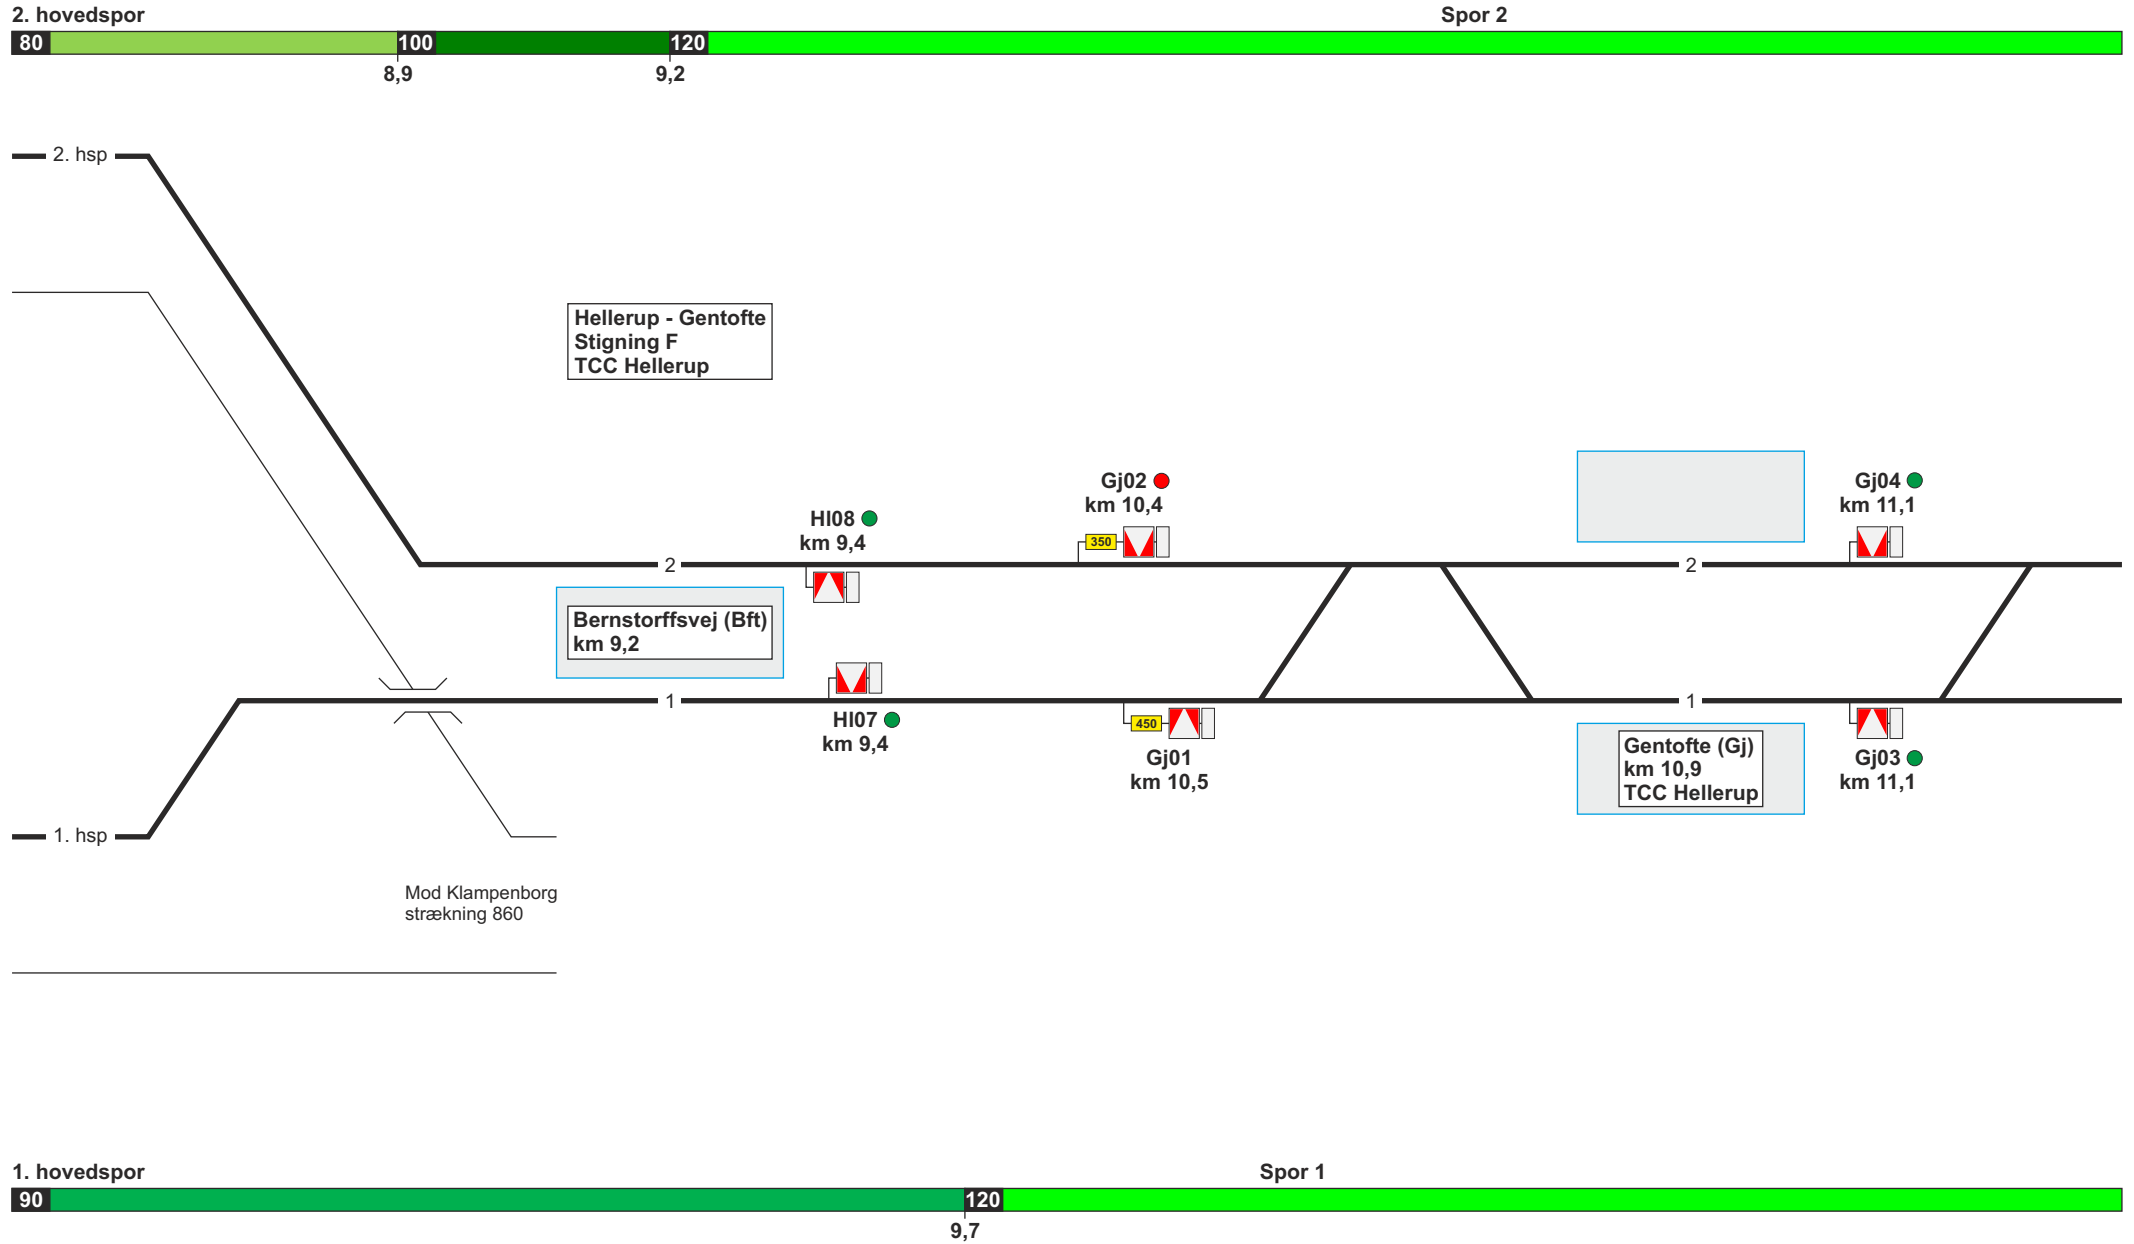 2. hovedspor
Spor 2
80
100
120
8,9
9,2
2. hsp
Hellerup - Gentofte
Stigning F
TCC Hellerup
Gj02
km 10,4
Gj04
km 11,1
Hl08
km 9,4
350
2
2
Bernstorffsvej (Bft)
km 9,2
1
1
Hl07
km 9,4
450
Gj01
km 10,5
Gentofte (Gj)
km 10,9
TCC Hellerup
Gj03
km 11,1
1. hsp
Mod Klampenborg
strækning 860
1. hovedspor
Spor 1
90
120
9,7